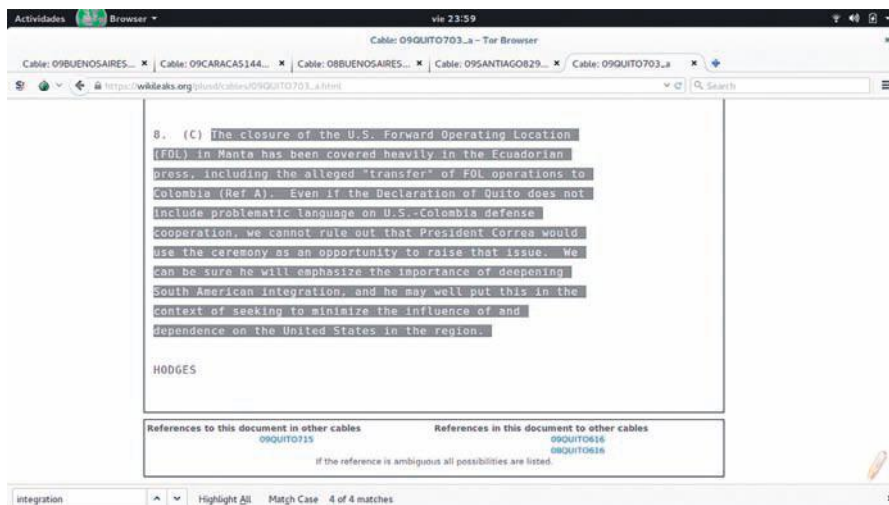 Actividades Browser vie 23:59
Cable: 09QUITO703_a – Tor Browser
Cable: 09BUENOSAIRES... × Cable: 09CARACAS144... × Cable: 08BUENOSAIRES... × Cable: 09SANTIAGO829... × Cable: 09QUITO703_a ×
https://wikileaks.org/plusd/cables/09QUITO703_a.html Search
8. (C) The closure of the U.S. Forward Operating Location
(FOL) in Manta has been covered heavily in the Ecuadorian
press, including the alleged "transfer" of FOL operations to
Colombia (Ref A). Even if the Declaration of Quito does not
include problematic language on U.S.-Colombia defense
cooperation, we cannot rule out that President Correa would
use the ceremony as an opportunity to raise that issue. We
can be sure he will emphasize the importance of deepening
South American integration, and he may well put this in the
context of seeking to minimize the influence of and
dependence on the United States in the region.
HODGES
References to this document in other cables References in this document to other cables
09QUITO715 09QUITO616
08QUITO636
If the reference is ambiguous all possibilities are listed.
integration Highlight All Match Case 4 of 4 matches